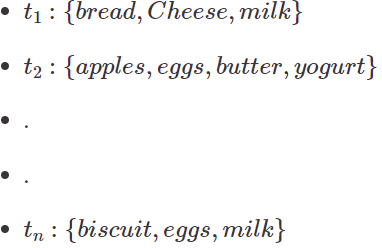 • t₁ : {bread, Cheese, milk}
• t₂ : {apples, eggs, butter, yogurt}
• .
• .
• tₙ : {biscuit, eggs, milk}